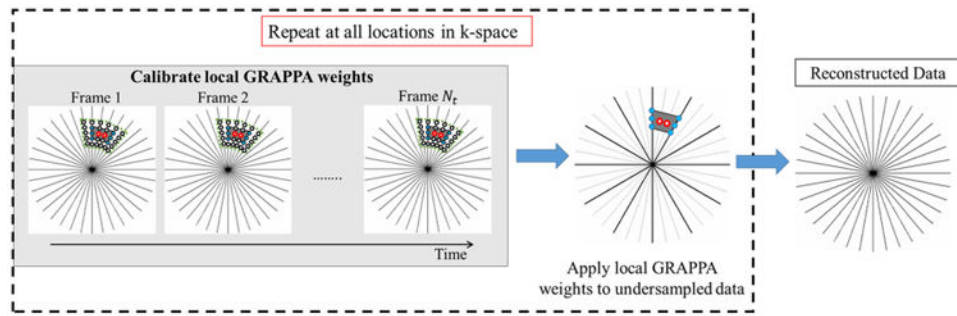 Repeat at all locations in k-space
Calibrate local GRAPPA weights
Frame 1
Frame 2
Frame N_t
........
Time
Apply local GRAPPA
weights to undersampled data
Reconstructed Data